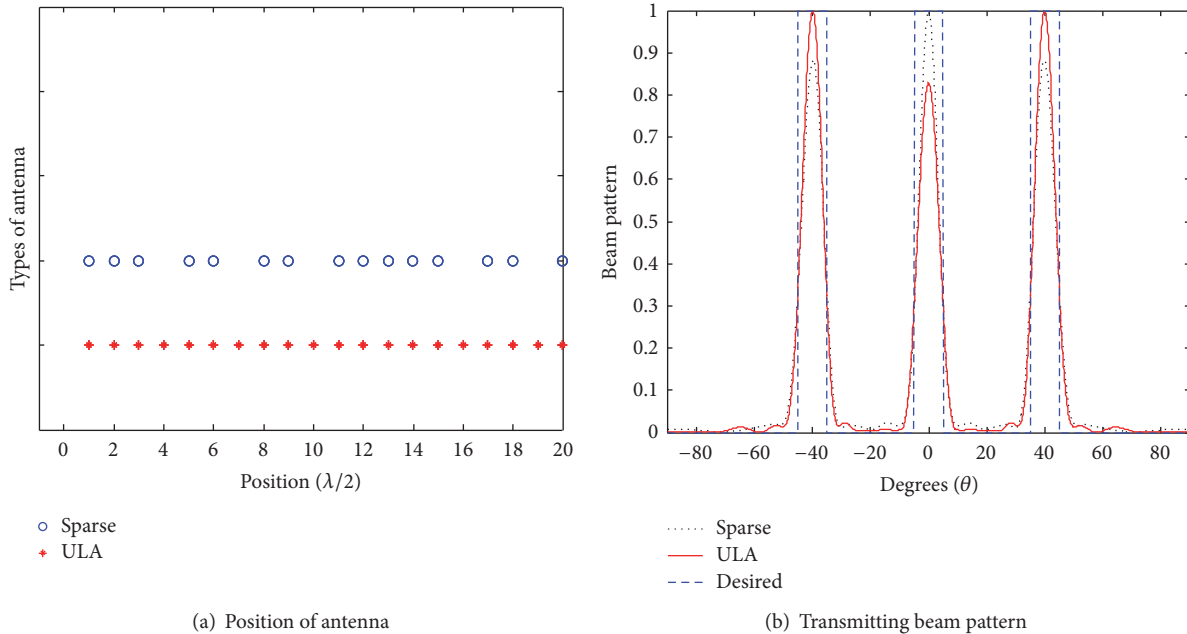 Types of antenna
0 2 4 6 8 10 12 14 16 18 20
Position (λ/2)
Sparse
ULA
(a) Position of antenna
1
0.9
0.8
0.7
0.6
0.5
0.4
0.3
0.2
0.1
0
Beam pattern
−80 −60 −40 −20 0 20 40 60 80
Degrees (θ)
Sparse
ULA
Desired
(b) Transmitting beam pattern